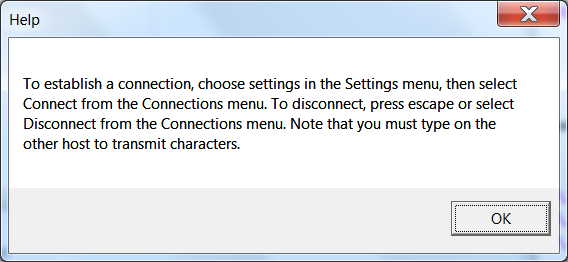 Help
To establish a connection, choose settings in the Settings menu, then select
Connect from the Connections menu. To disconnect, press escape or select
Disconnect from the Connections menu. Note that you must type on the
other host to transmit characters.
OK